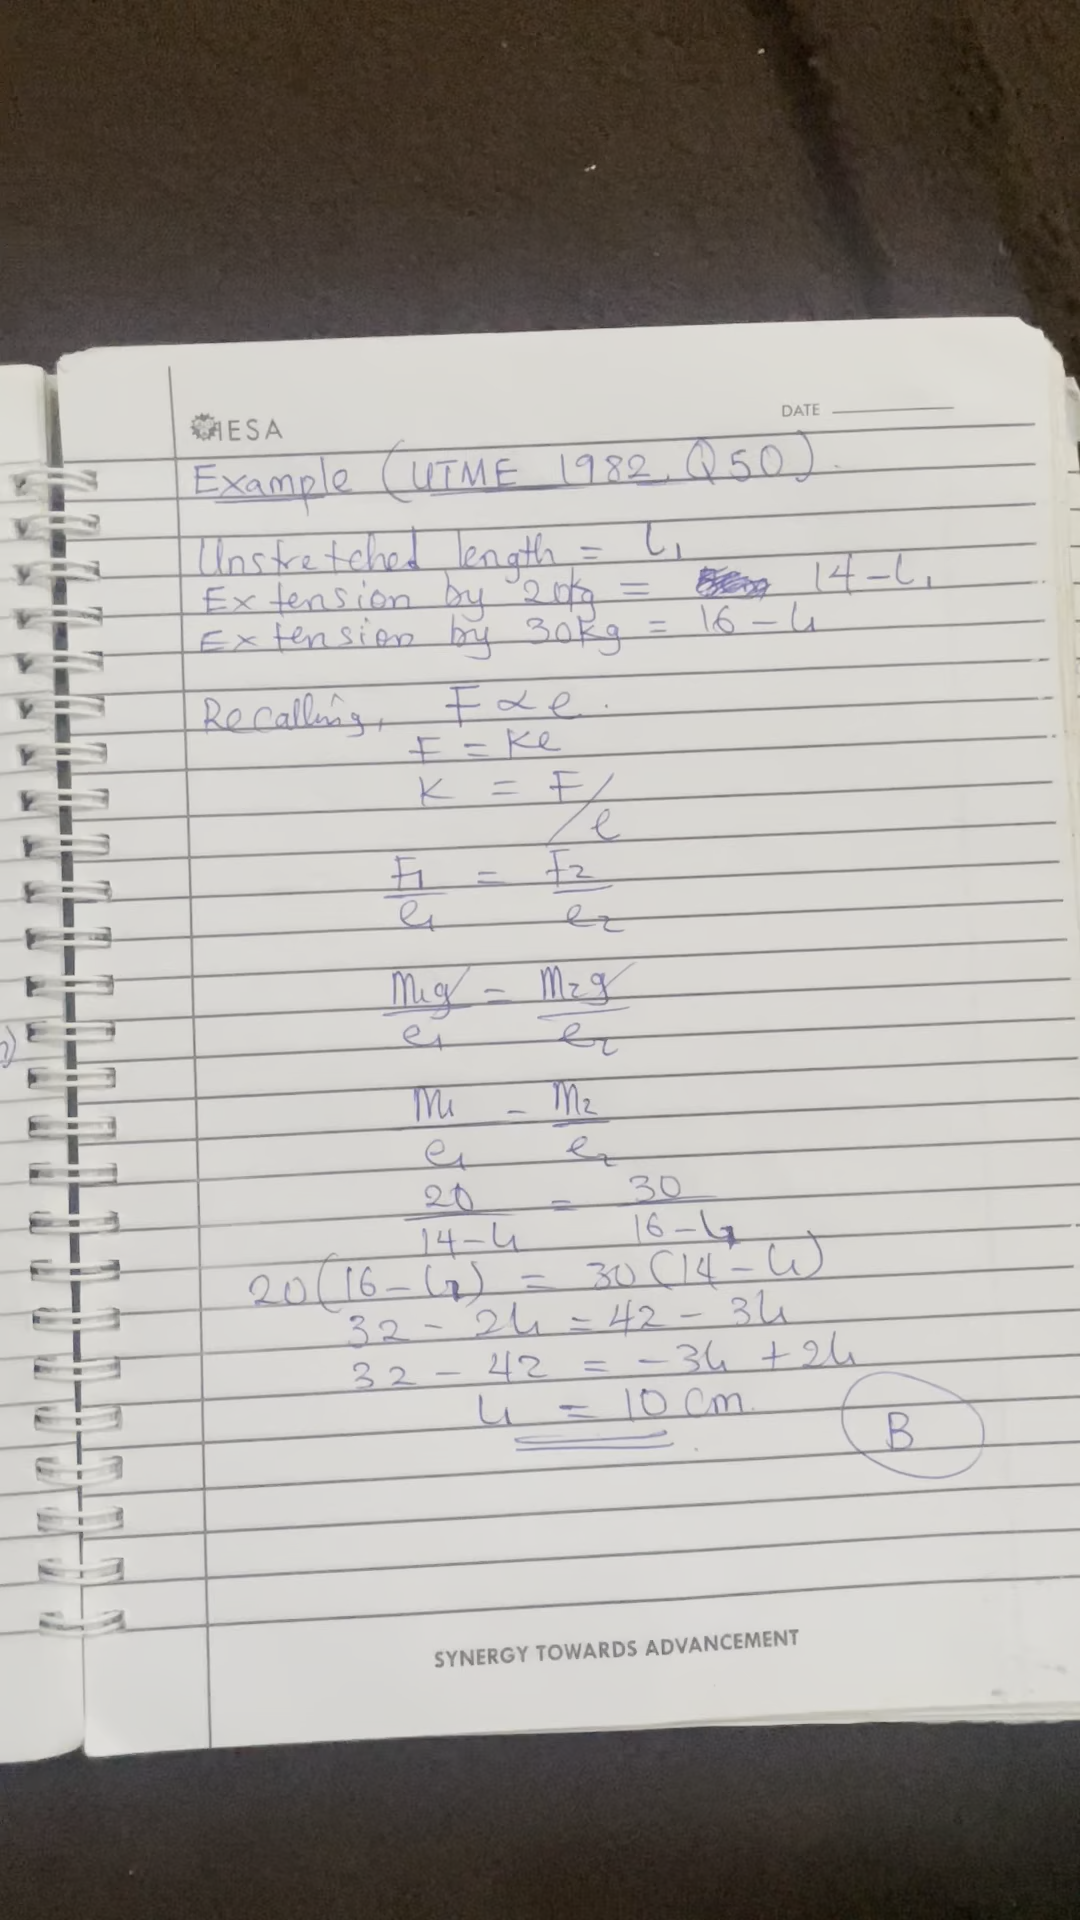 MESA
DATE
Example (UTME 1982, Q50).
Unstretched length = L₁
Extension by 20kg = 14-L₁
Extension by 30kg = 16-L₁
Recalling, F ∝ e.
F = Ke
K = F/e
F₁/e₁ = F₂/e₂
M₁g/e₁ = M₂g/e₂
M₁/e₁ - M₂/e₂
20/14-L₁ = 30/16-L₁
20(16-L₁) = 30(14-L₁)
32 - 2L₁ = 42 - 3L₁
32 - 42 = -3L₁ + 2L₁
L₁ = 10 cm.
B
SYNERGY TOWARDS ADVANCEMENT